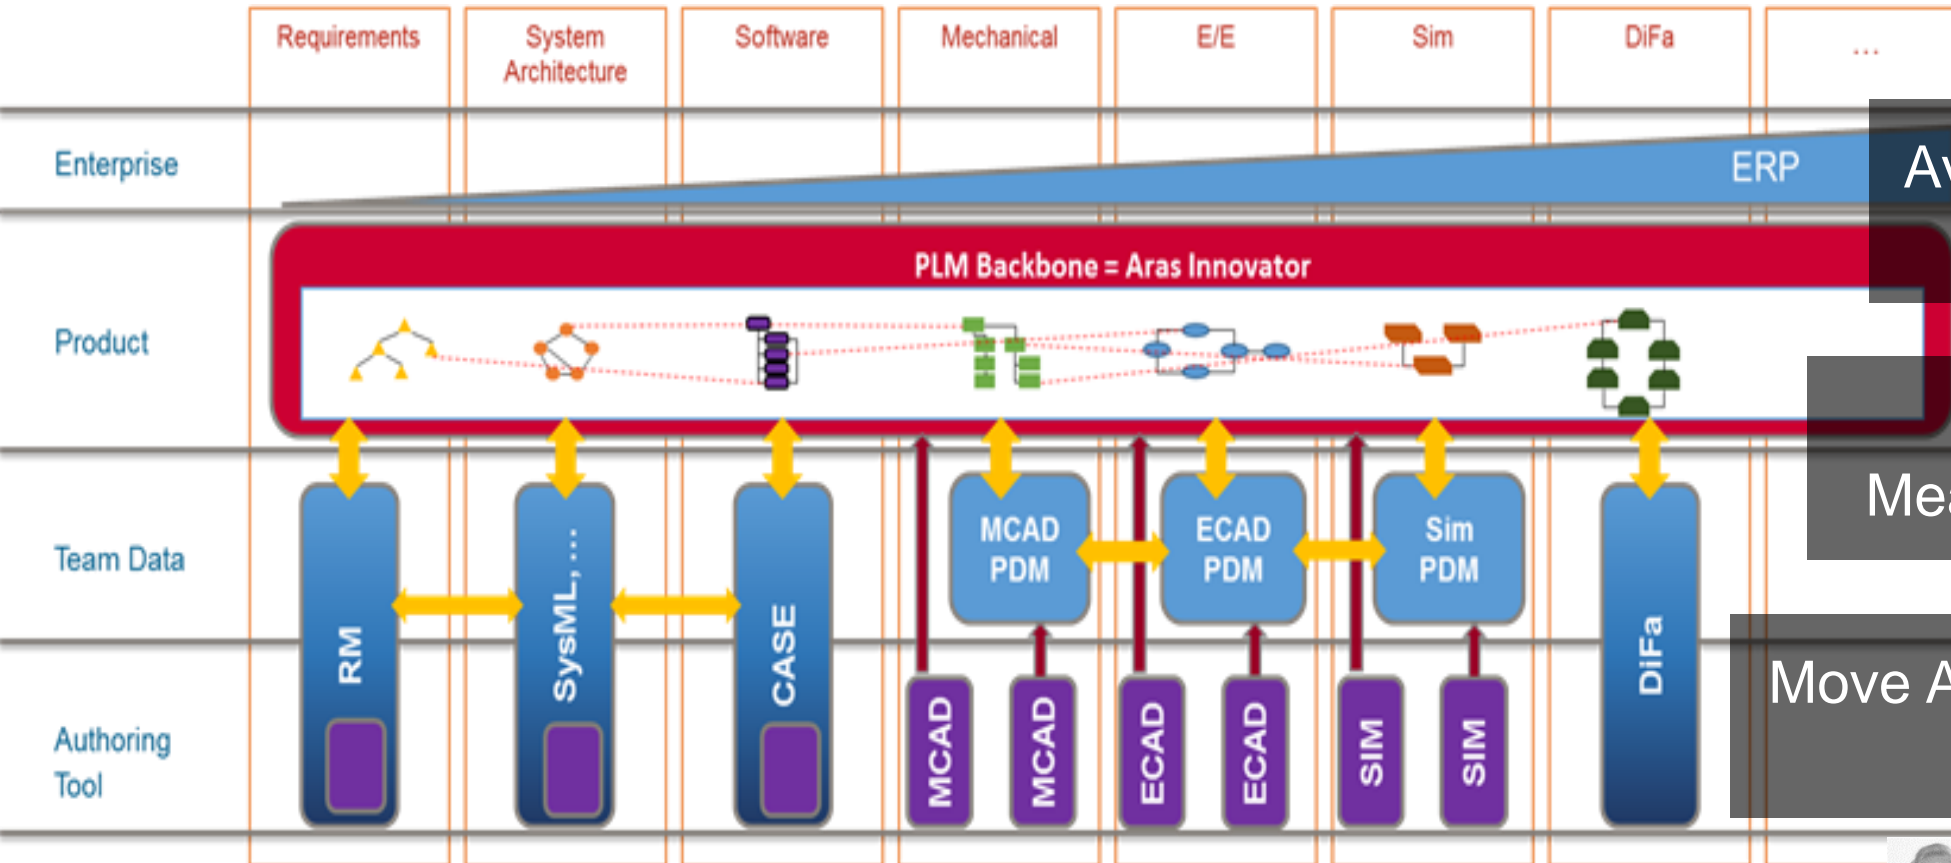 Requirements
System
Architecture
Software
Mechanical
E/E
Sim
DiFa
...
Enterprise
ERP
PLM Backbone = Aras Innovator
Product
Team Data
MCAD
PDM
ECAD
PDM
Sim
PDM
RM
SysML, ...
CASE
DiFa
Authoring
Tool
MCAD
MCAD
ECAD
ECAD
SIM
SIM
Move